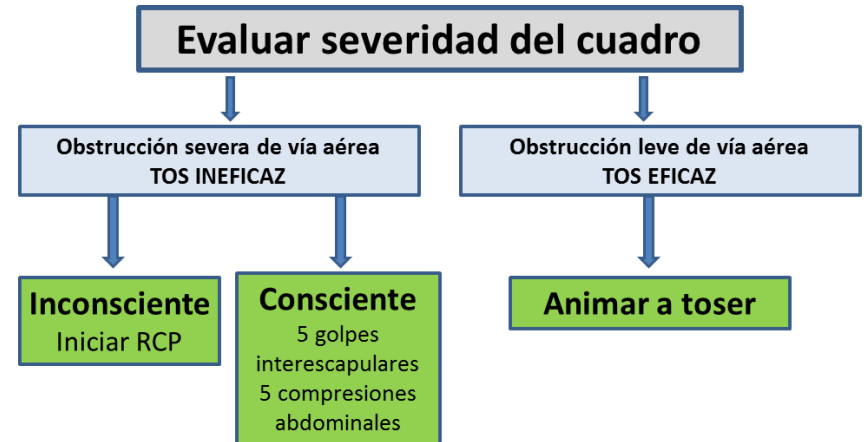 Evaluar severidad del cuadro
Obstrucción severa de vía aérea
TOS INEFICAZ
Obstrucción leve de vía aérea
TOS EFICAZ
Inconsciente
Iniciar RCP
Consciente
5 golpes
interescapulares
5 compresiones
abdominales
Animar a toser